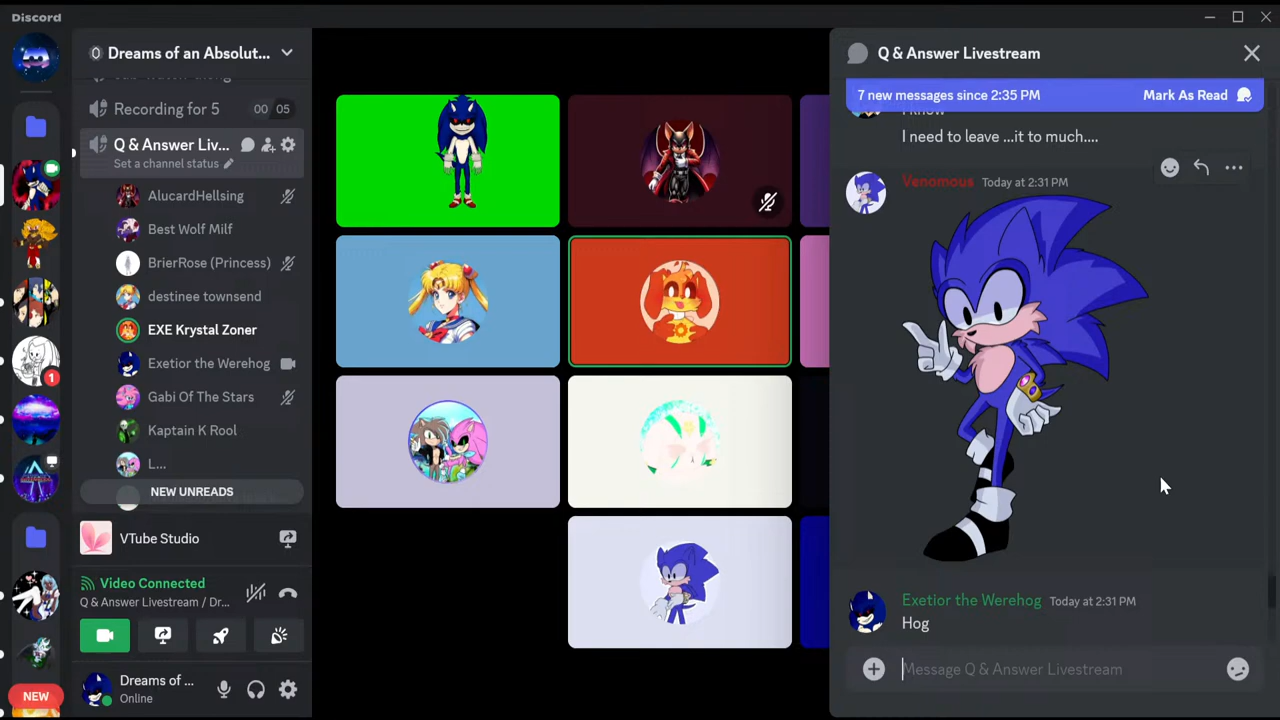 Discord
Dreams of an Absolut...
Recording for 5
00 05
Q & Answer Liv...
Set a channel status
AlucardHellsing
Best Wolf Milf
BrierRose (Princess)
destinee townsend
EXE Krystal Zoner
Exetior the Werehog
Gabi Of The Stars
Kaptain K Rool
L...
NEW UNREADS
VTube Studio
Video Connected
Q & Answer Livestream / Dr...
Dreams of ...
Online
1
NEW
Q & Answer Livestream
7 new messages since 2:35 PM
Mark As Read
I know
I need to leave ...it to much....
Venomous Today at 2:31 PM
Exetior the Werehog Today at 2:31 PM
Hog
Message Q & Answer Livestream